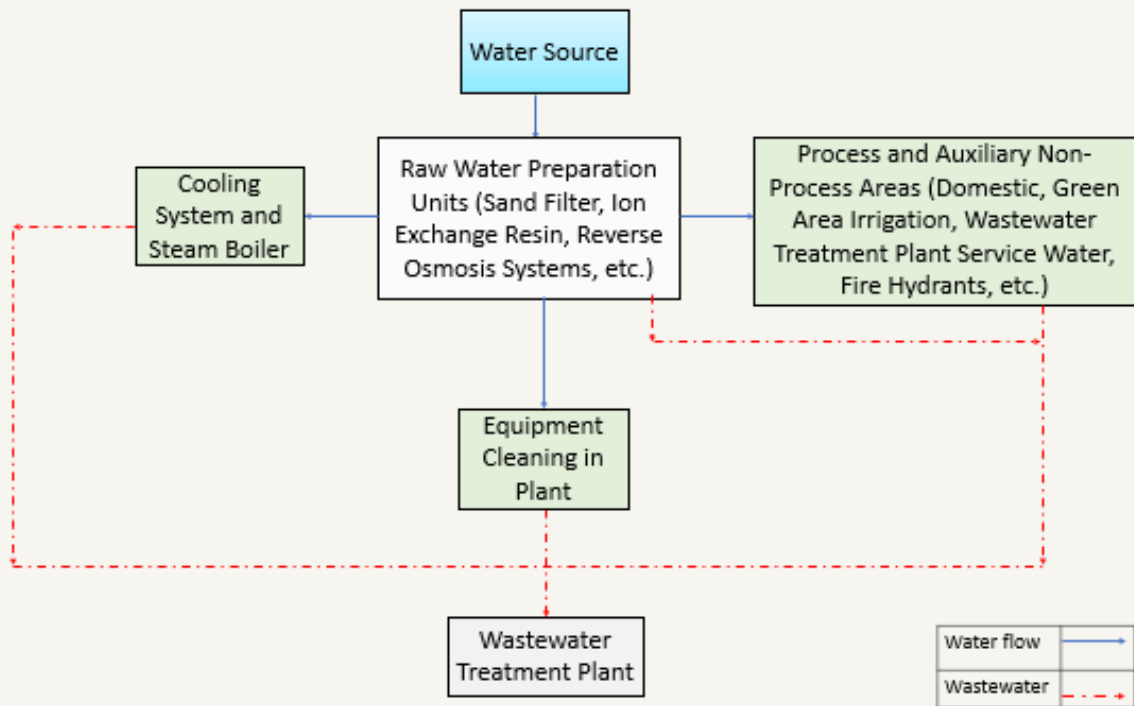 Water Source
Raw Water Preparation
Units (Sand Filter, Ion
Exchange Resin, Reverse
Osmosis Systems, etc.)
Cooling
System and
Steam Boiler
Process and Auxiliary Non-
Process Areas (Domestic, Green
Area Irrigation, Wastewater
Treatment Plant Service Water,
Fire Hydrants, etc.)
Equipment
Cleaning in
Plant
Wastewater
Treatment Plant
Water flow
Wastewater